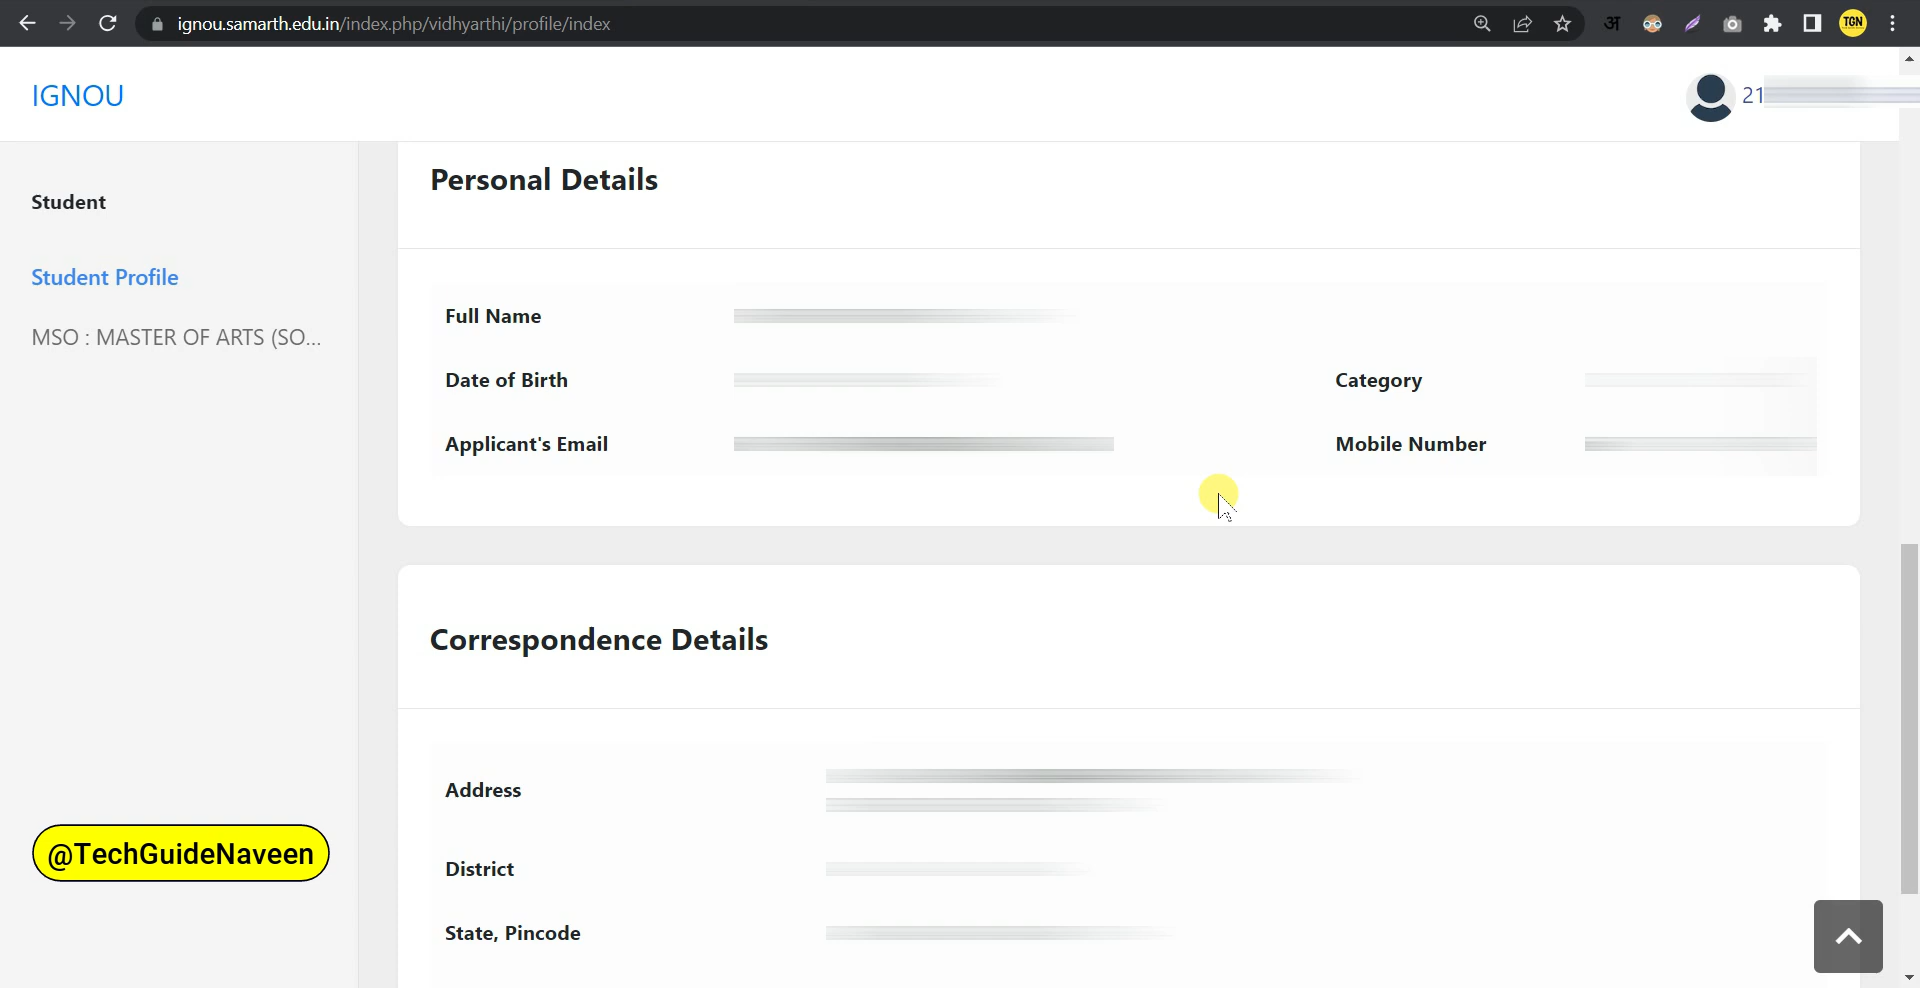 ignou.samarth.edu.in/index.php/vidhyarthi/profile/index
अ
TGN
IGNOU
21
Student
Student Profile
MSO : MASTER OF ARTS (SO...
Personal Details
Full Name
Date of Birth
Category
Applicant's Email
Mobile Number
Correspondence Details
Address
District
State, Pincode
@TechGuideNaveen